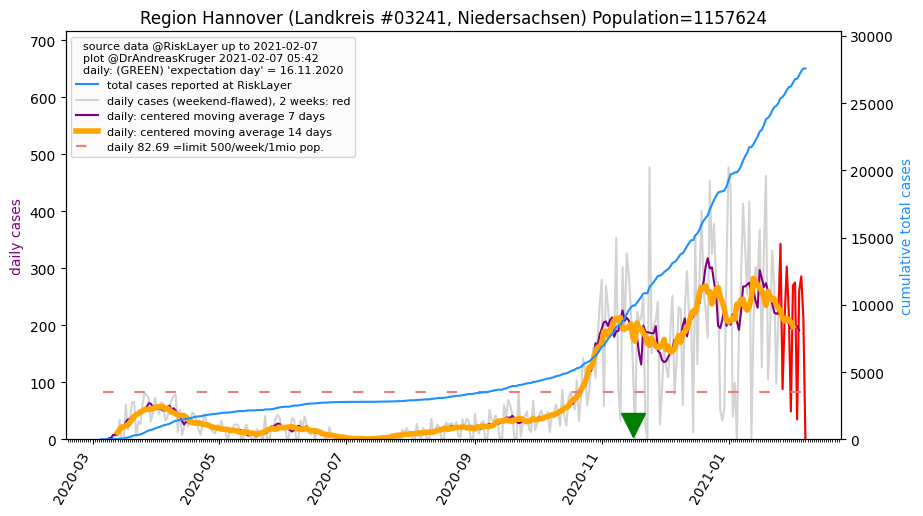 Region Hannover (Landkreis #03241, Niedersachsen) Population=1157624
source data @RiskLayer up to 2021-02-07
plot @DrAndreasKruger 2021-02-07 05:42
daily: (GREEN) 'expectation day' = 16.11.2020
total cases reported at RiskLayer
daily cases (weekend-flawed), 2 weeks: red
daily: centered moving average 7 days
daily: centered moving average 14 days
daily 82.69 =limit 500/week/1mio pop.
daily cases
700
600
500
400
300
200
100
0
cumulative total cases
30000
25000
20000
15000
10000
5000
0
2020-03
2020-05
2020-07
2020-09
2020-11
2021-01